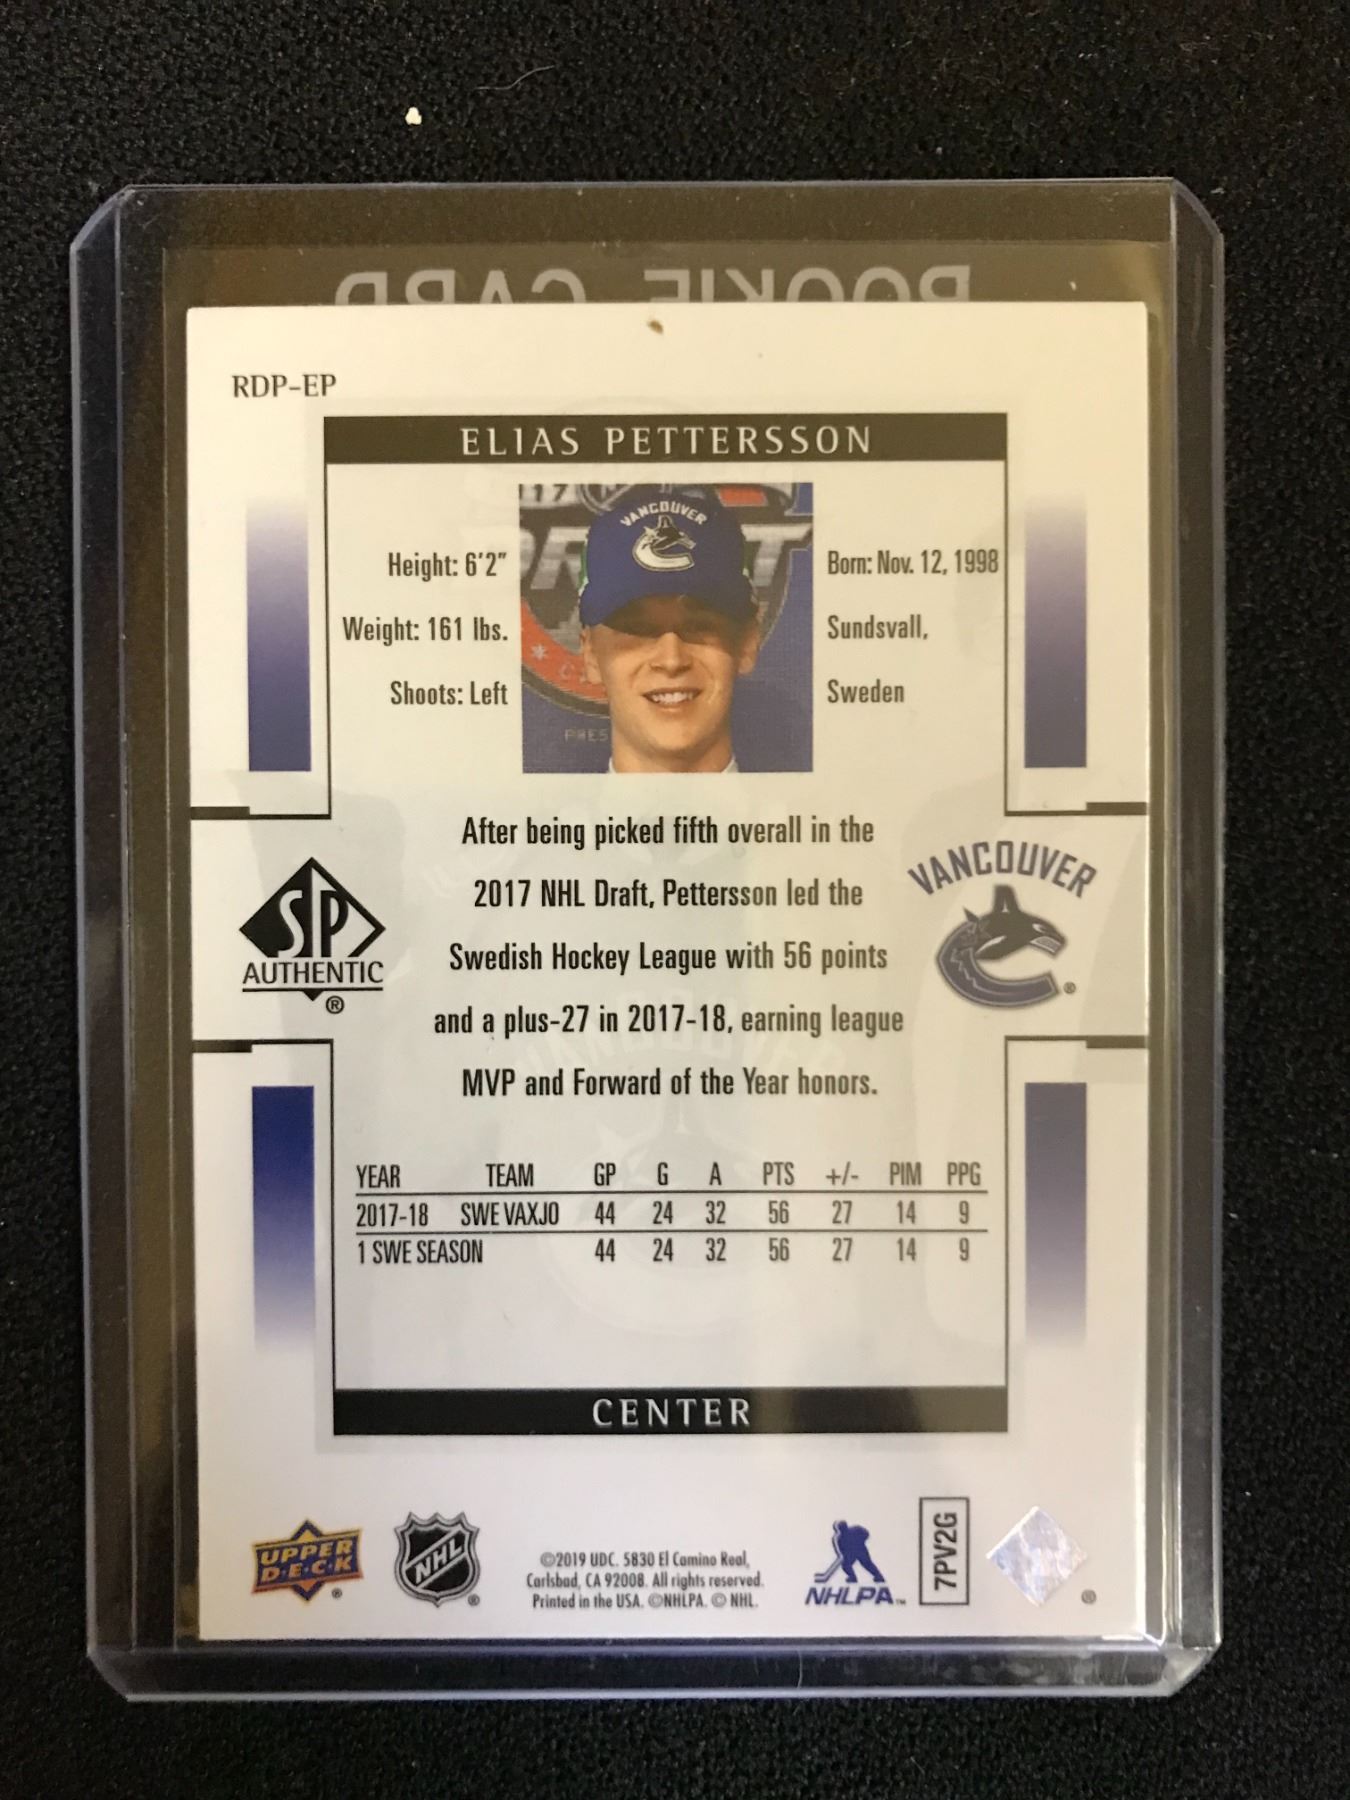 ROOKIE CARD
RDP-EP
ELIAS PETTERSSON
Height: 6'2"
Weight: 161 lbs.
Shoots: Left
VANCOUVER
PRES
Born: Nov. 12, 1998
Sundsvall,
Sweden
After being picked fifth overall in the
2017 NHL Draft, Pettersson led the
Swedish Hockey League with 56 points
and a plus-27 in 2017-18, earning league
MVP and Forward of the Year honors.
SP
AUTHENTIC
®
VANCOUVER
®
YEAR TEAM GP G A PTS +/- PIM PPG
2017-18 SWE VAXJO 44 24 32 56 27 14 9
1 SWE SEASON 44 24 32 56 27 14 9
CENTER
UPPER
D·E·C·K
®
NHL
®
©2019 UDC. 5830 El Camino Real,
Carlsbad, CA 92008. All rights reserved.
Printed in the USA. ©NHLPA. © NHL.
NHLPA™
7PV2G
®